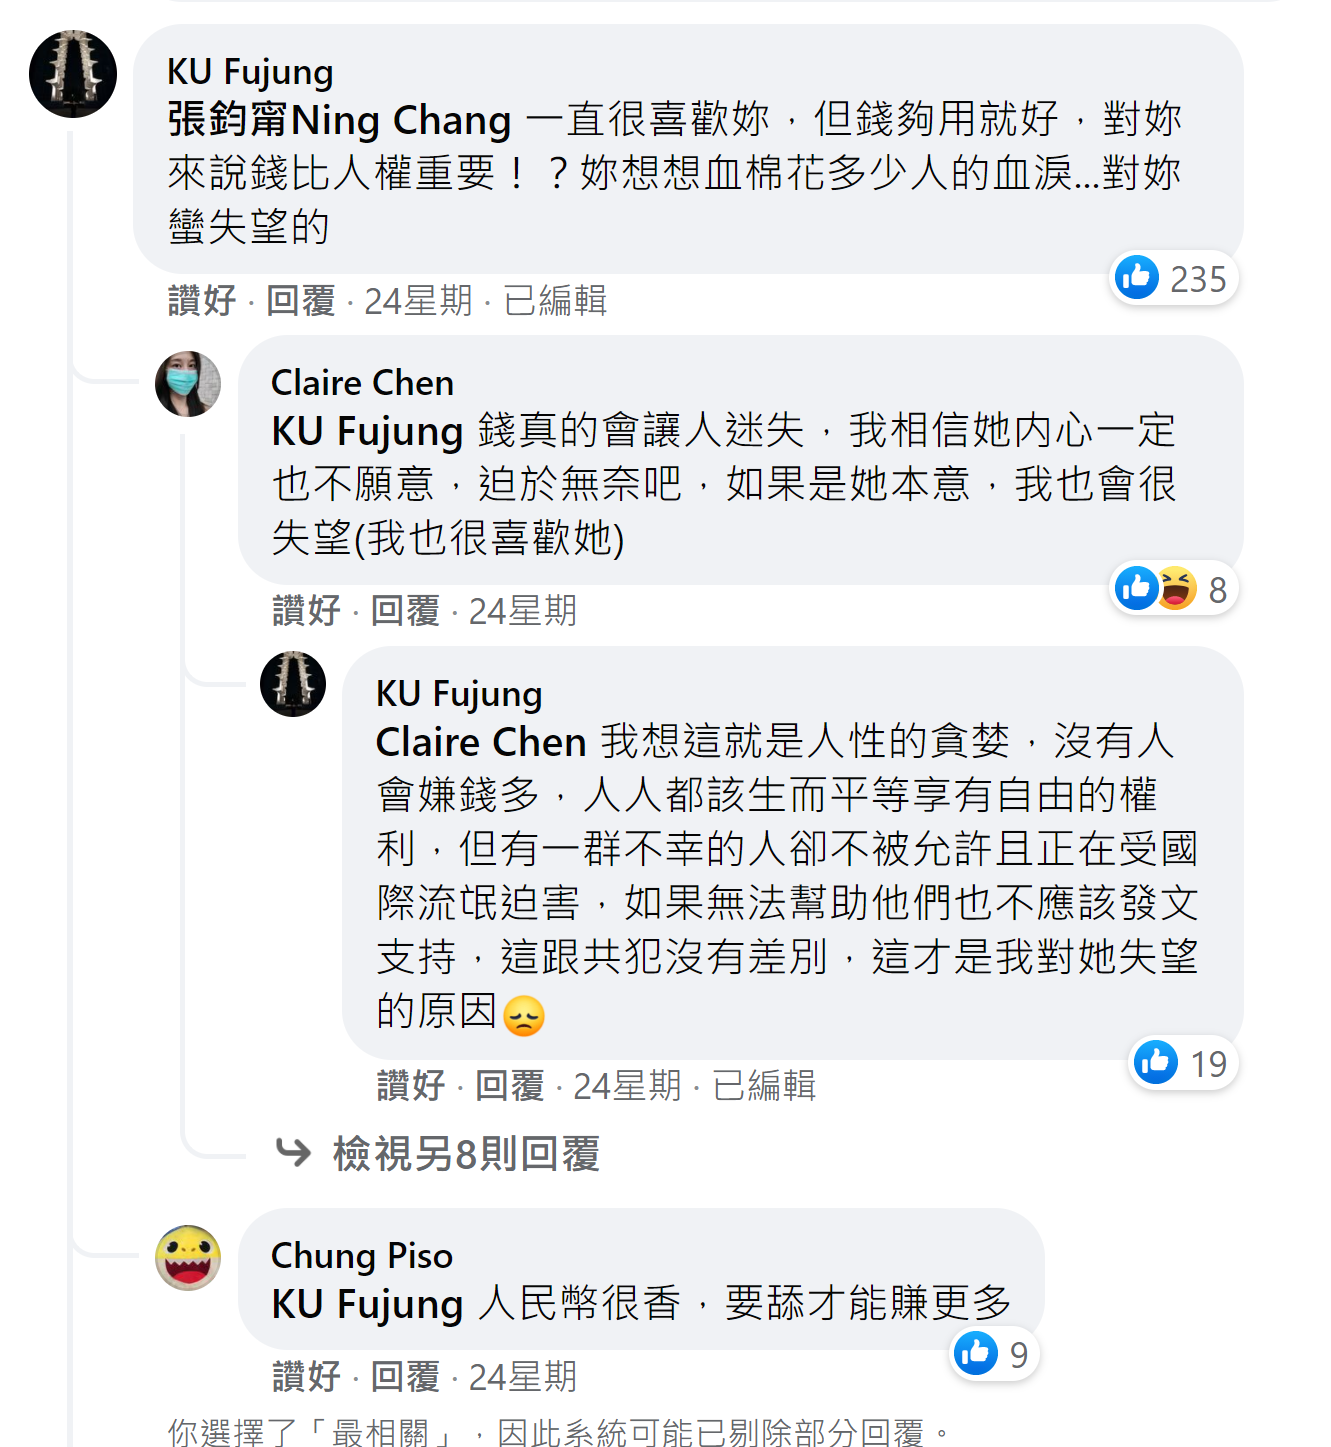 KU Fujung
張鈞甯Ning Chang 一直很喜歡妳，但錢夠用就好，對妳
來說錢比人權重要！？妳想想血棉花多少人的血淚...對妳
蠻失望的
235
讚好 · 回覆 · 24星期 · 已編輯
Claire Chen
KU Fujung 錢真的會讓人迷失，我相信她内心一定
也不願意，迫於無奈吧，如果是她本意，我也會很
失望(我也很喜歡她)
8
讚好 · 回覆 · 24星期
KU Fujung
Claire Chen 我想這就是人性的貪婪，沒有人
會嫌錢多，人人都該生而平等享有自由的權
利，但有一群不幸的人卻不被允許且正在受國
際流氓迫害，如果無法幫助他們也不應該發文
支持，這跟共犯沒有差別，這才是我對她失望
的原因😞
19
讚好 · 回覆 · 24星期 · 已編輯
檢視另8則回覆
Chung Piso
KU Fujung 人民幣很香，要舔才能賺更多
9
讚好 · 回覆 · 24星期
你選擇了「最相關」，因此系統可能已剔除部分回覆。